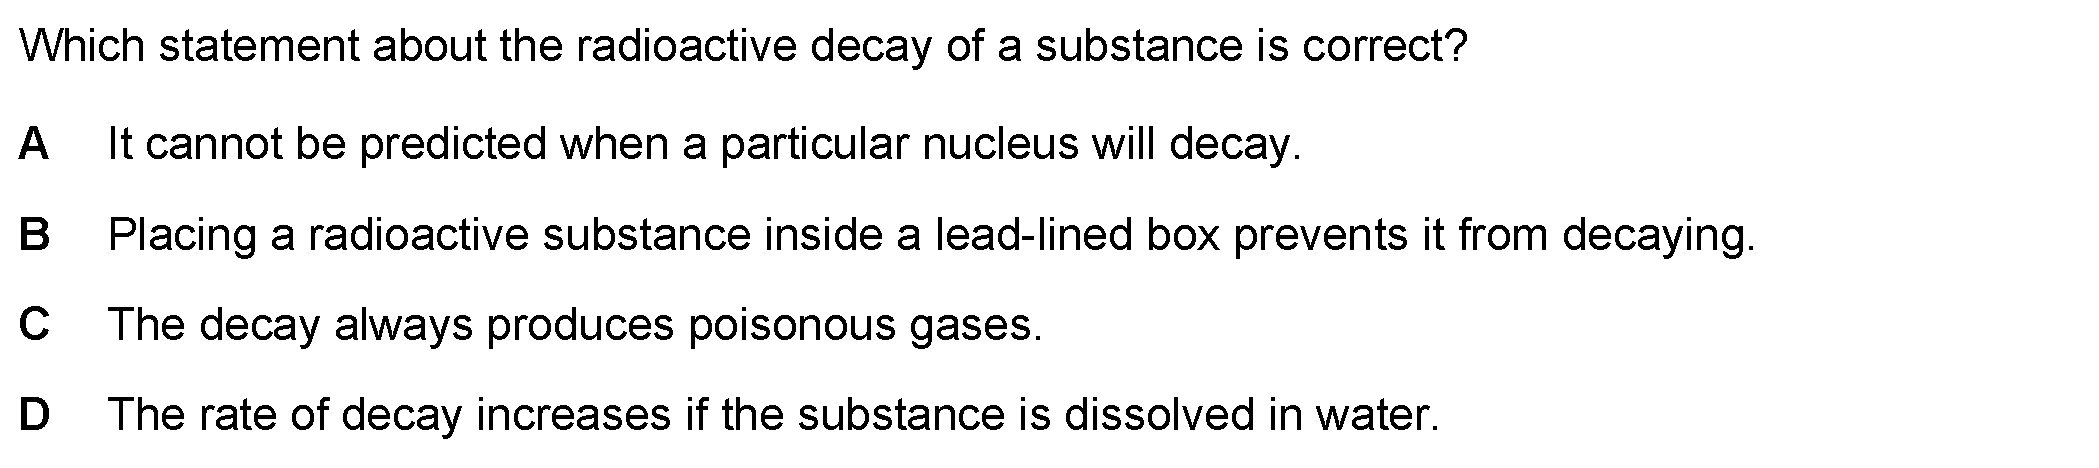 Which statement about the radioactive decay of a substance is correct?
A It cannot be predicted when a particular nucleus will decay.
B Placing a radioactive substance inside a lead-lined box prevents it from decaying.
C The decay always produces poisonous gases.
D The rate of decay increases if the substance is dissolved in water.